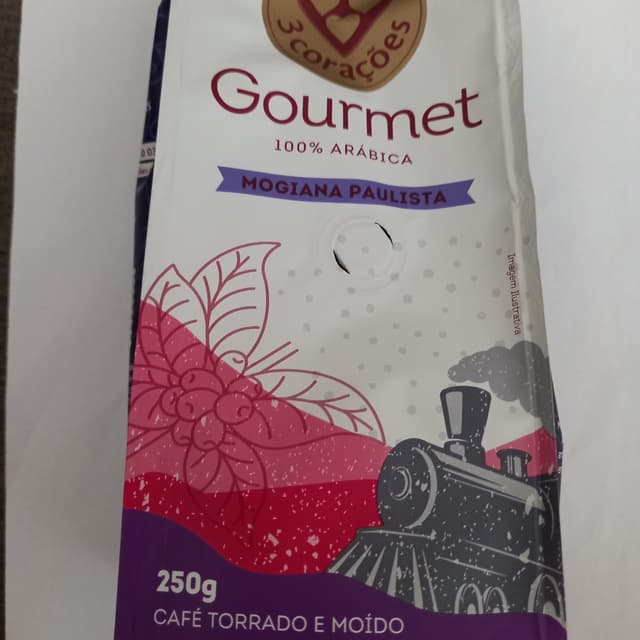 3 corações
Gourmet
100% ARÁBICA
MOGIANA PAULISTA
Imagem Ilustrativa
250g
CAFÉ TORRADO E MOÍDO